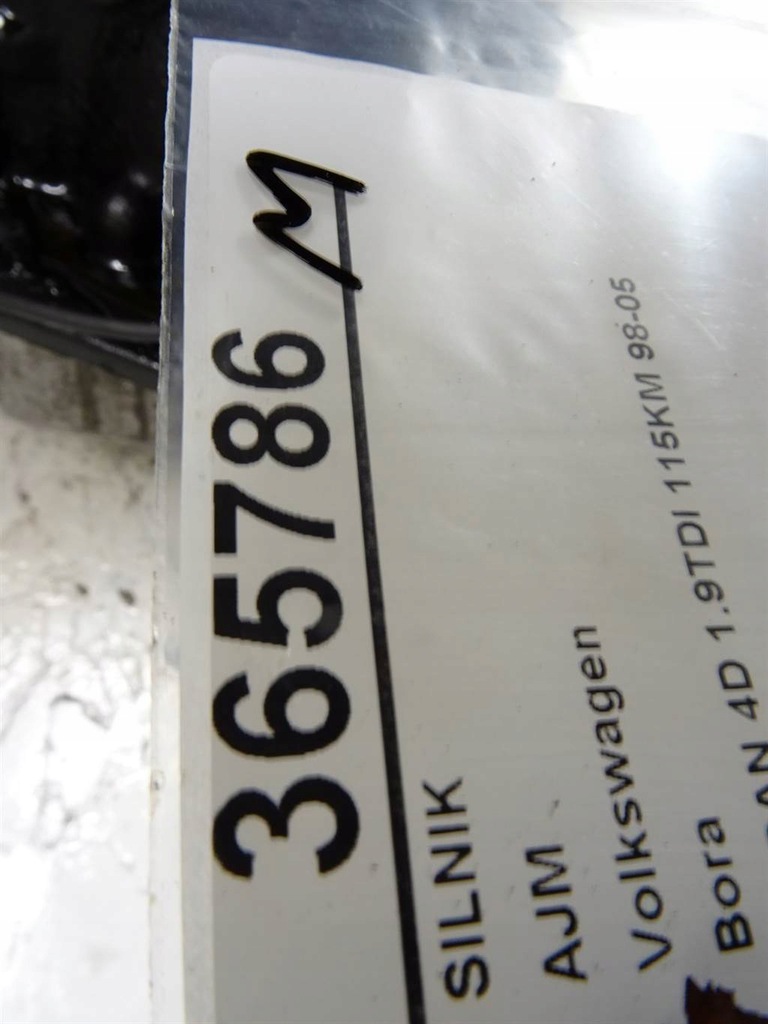 365786 M
SILNIK
AJM
Volkswagen
Bora 4D 1.9TDI 115KM 98-05